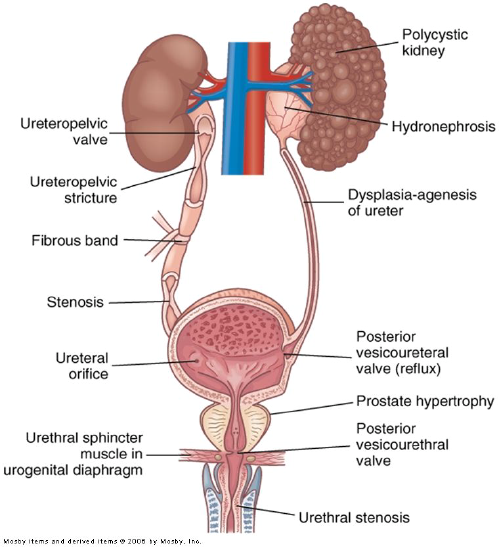 Polycystic
kidney
Ureteropelvic
valve
Hydronephrosis
Ureteropelvic
stricture
Dysplasia-agenesis
of ureter
Fibrous band
Stenosis
Ureteral
orifice
Posterior
vesicoureteral
valve (reflux)
Prostate hypertrophy
Urethral sphincter
muscle in
urogenital diaphragm
Posterior
vesicourethral
valve
Urethral stenosis
Mosby items and derived items © 2006 by Mosby, Inc.